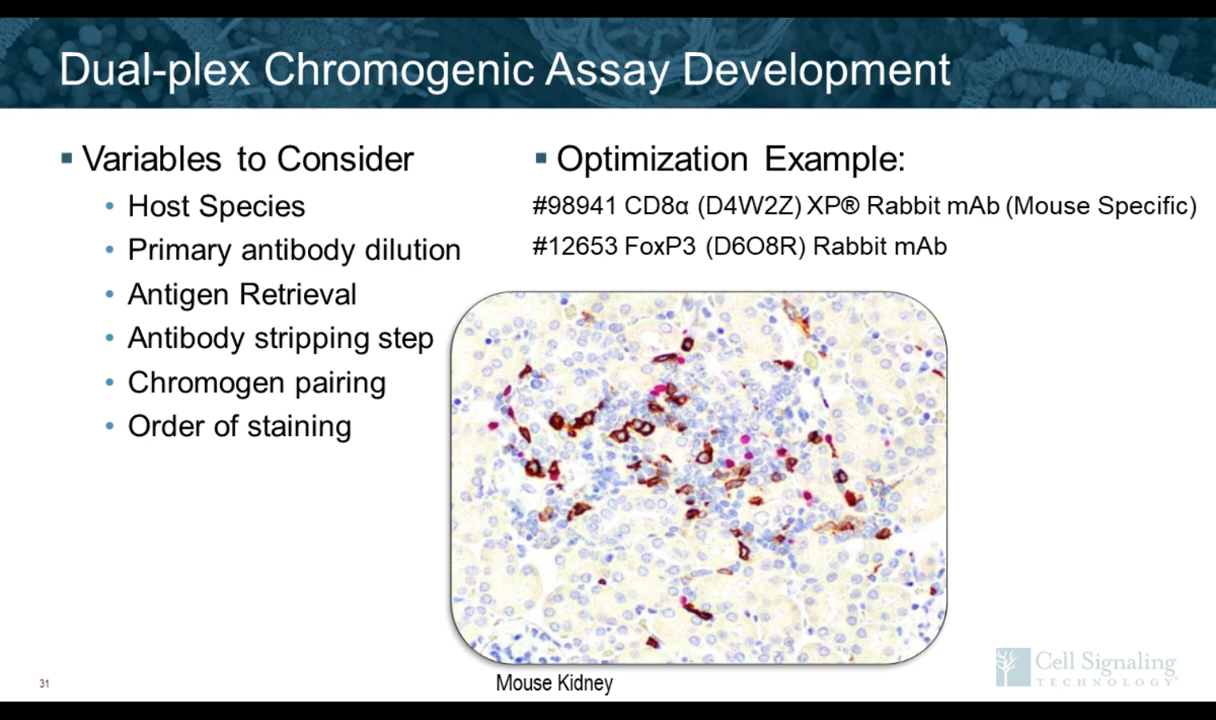 Dual-plex Chromogenic Assay Development
▪ Variables to Consider
• Host Species
• Primary antibody dilution
• Antigen Retrieval
• Antibody stripping step
• Chromogen pairing
• Order of staining
▪ Optimization Example:
#98941 CD8α (D4W2Z) XP® Rabbit mAb (Mouse Specific)
#12653 FoxP3 (D6O8R) Rabbit mAb
Mouse Kidney
31
Cell Signaling
TECHNOLOGY®